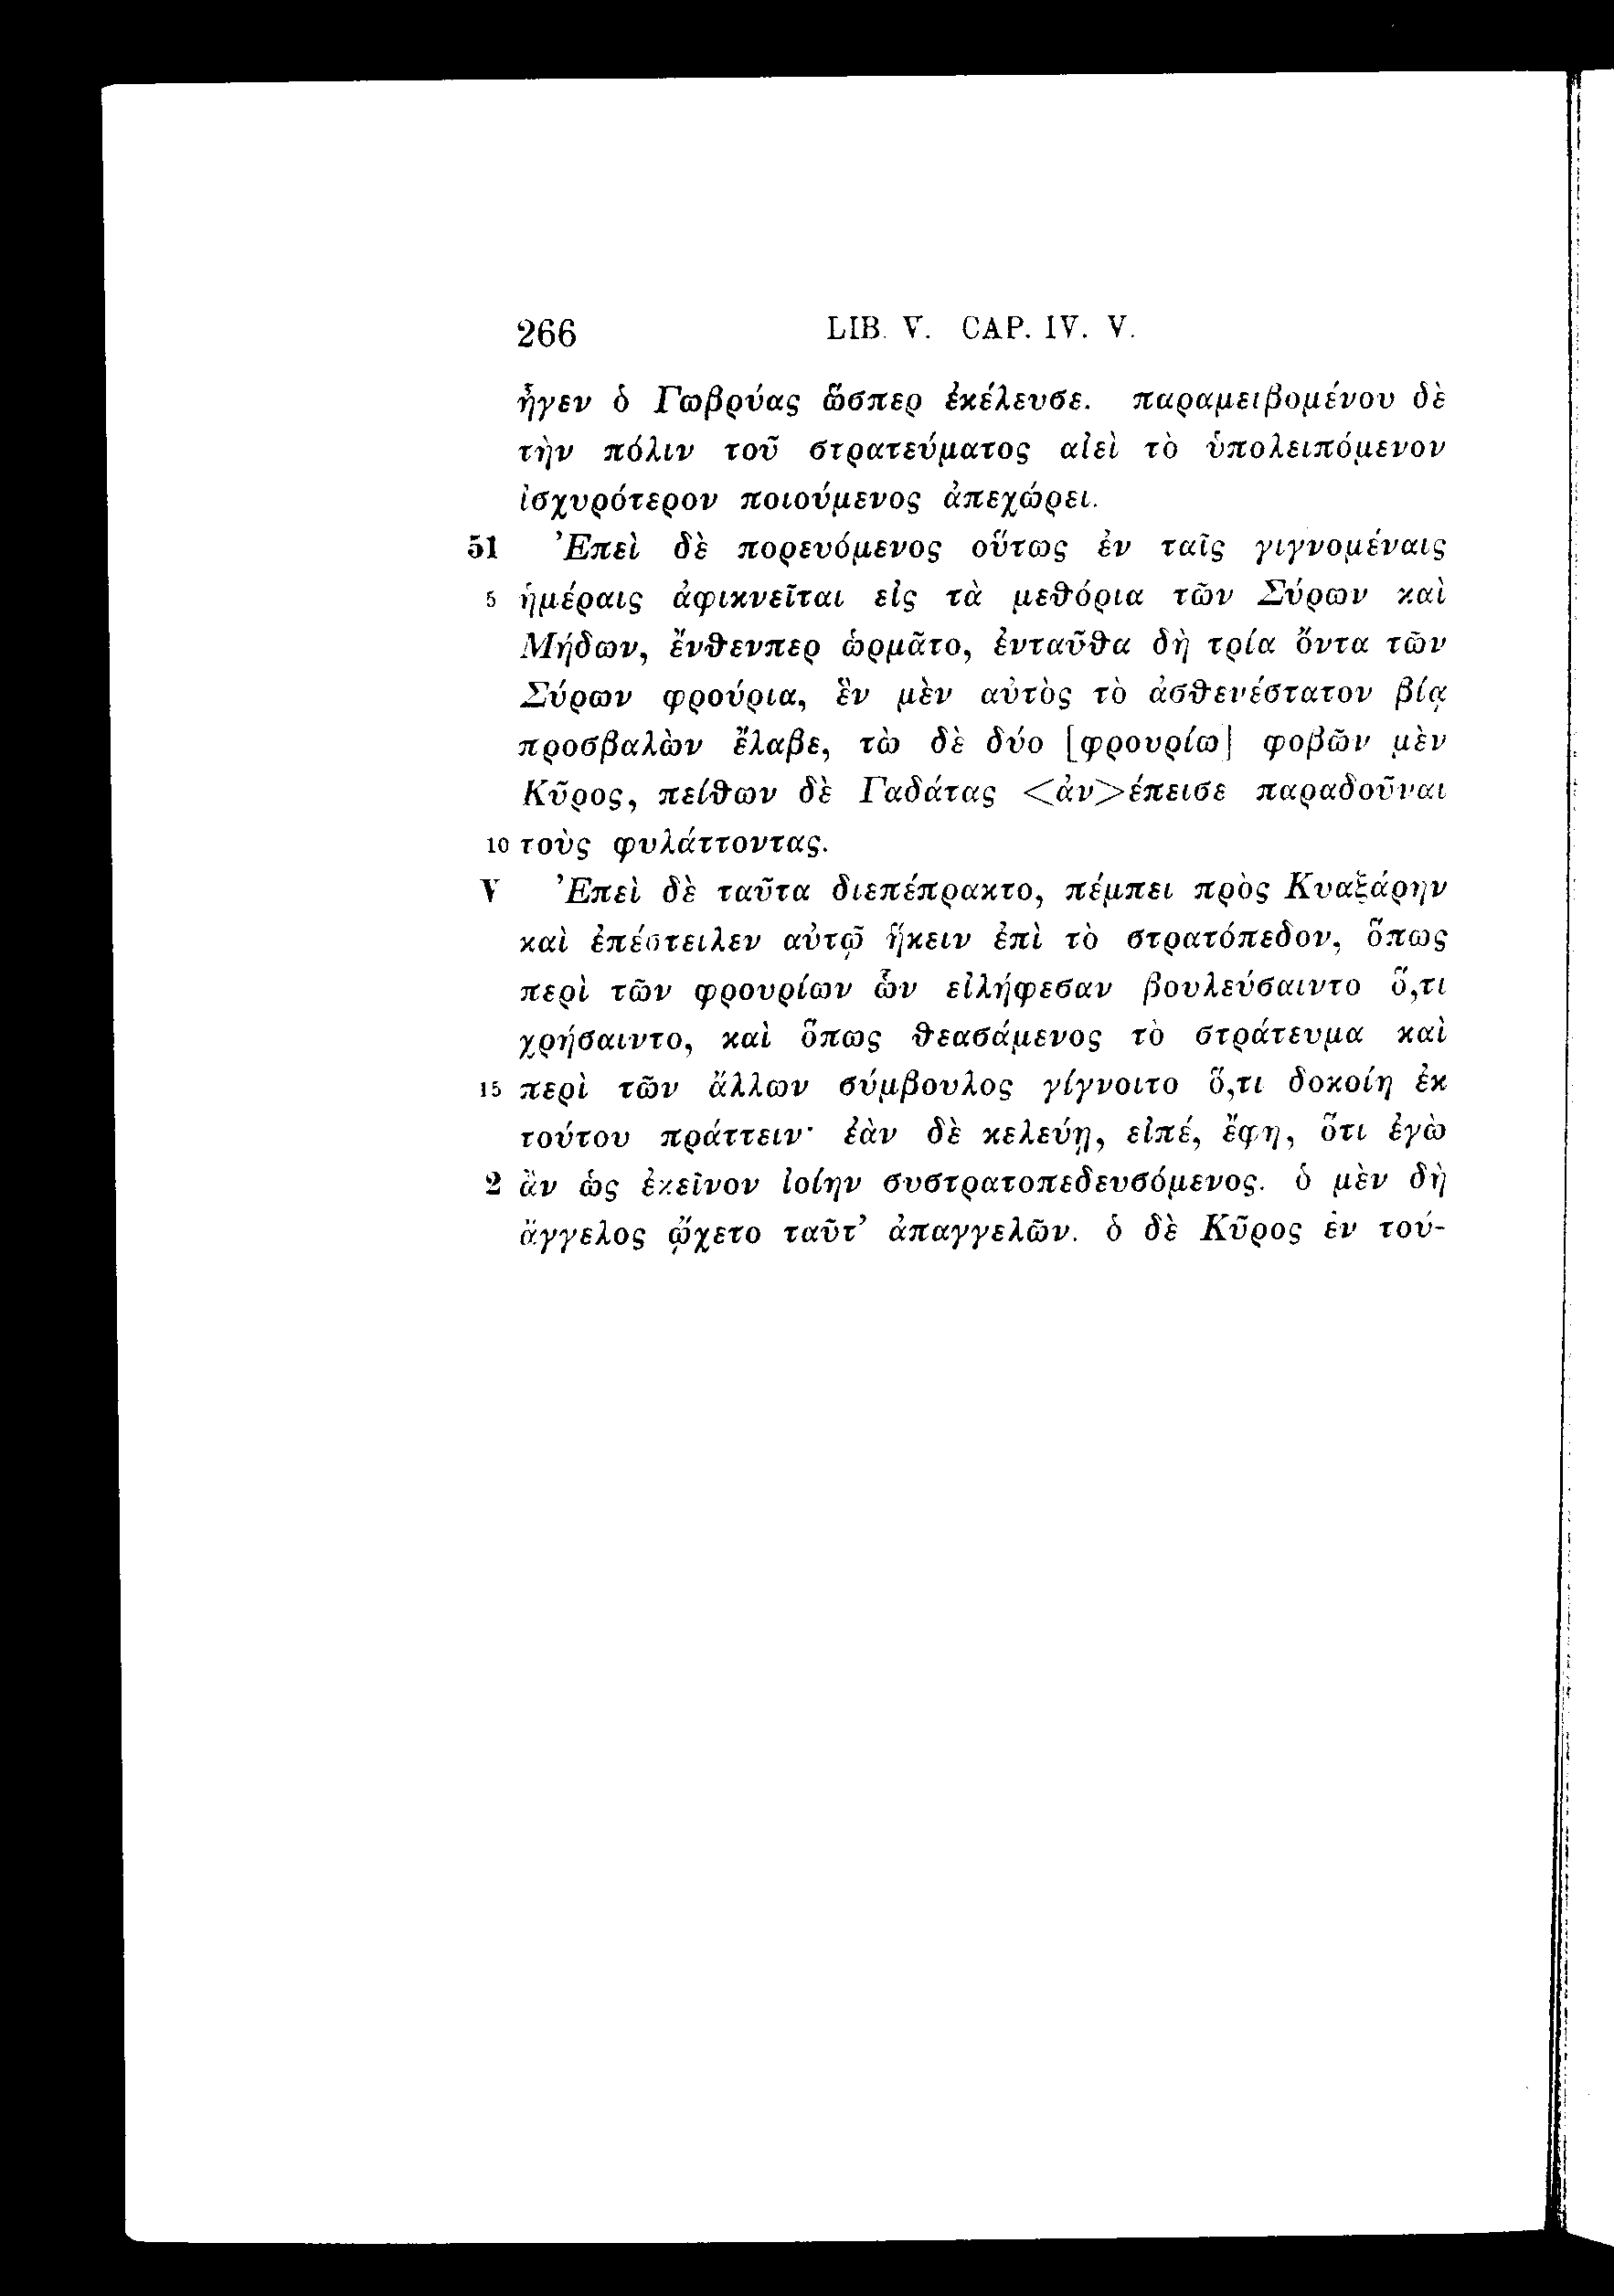 266 LIB. V. CAP. IV. V.
ἦγεν ὁ Γωβρύας ὥσπερ ἐκέλευσε. παραμειβομένου δὲ
τὴν πόλιν τοῦ στρατεύματος αἰεὶ τὸ ὑπολειπόμενον
ἰσχυρότερον ποιούμενος ἀπεχώρει.
51 Ἐπεὶ δὲ πορευόμενος οὕτως ἐν ταῖς γιγνομέναις
5 ἡμέραις ἀφικνεῖται εἰς τὰ μεθόρια τῶν Σύρων καὶ
Μήδων, ἔνθενπερ ὡρμᾶτο, ἐνταῦθα δὴ τρία ὄντα τῶν
Σύρων φρούρια, ἓν μὲν αὐτὸς τὸ ἀσθενέστατον βίᾳ
προσβαλὼν ἔλαβε, τὼ δὲ δύο [φρουρίω] φοβῶν μὲν
Κῦρος, πείθων δὲ Γαδάτας <ἀν>έπεισε παραδοῦναι
10 τοὺς φυλάττοντας.
V Ἐπεὶ δὲ ταῦτα διεπέπρακτο, πέμπει πρὸς Κυαξάρην
καὶ ἐπέστειλεν αὐτῷ ἥκειν ἐπὶ τὸ στρατόπεδον, ὅπως
περὶ τῶν φρουρίων ὧν εἰλήφεσαν βουλεύσαιντο ὅ,τι
χρήσαιντο, καὶ ὅπως θεασάμενος τὸ στράτευμα καὶ
15 περὶ τῶν ἄλλων σύμβουλος γίγνοιτο ὅ,τι δοκοίη ἐκ
τούτου πράττειν· ἐὰν δὲ κελεύῃ, εἰπέ, ἔφη, ὅτι ἐγὼ
2 ἂν ὡς ἐκεῖνον ἰοίην συστρατοπεδευσόμενος. ὁ μὲν δὴ
ἄγγελος ᾤχετο ταῦτ’ ἀπαγγελῶν. ὁ δὲ Κῦρος ἐν τού-